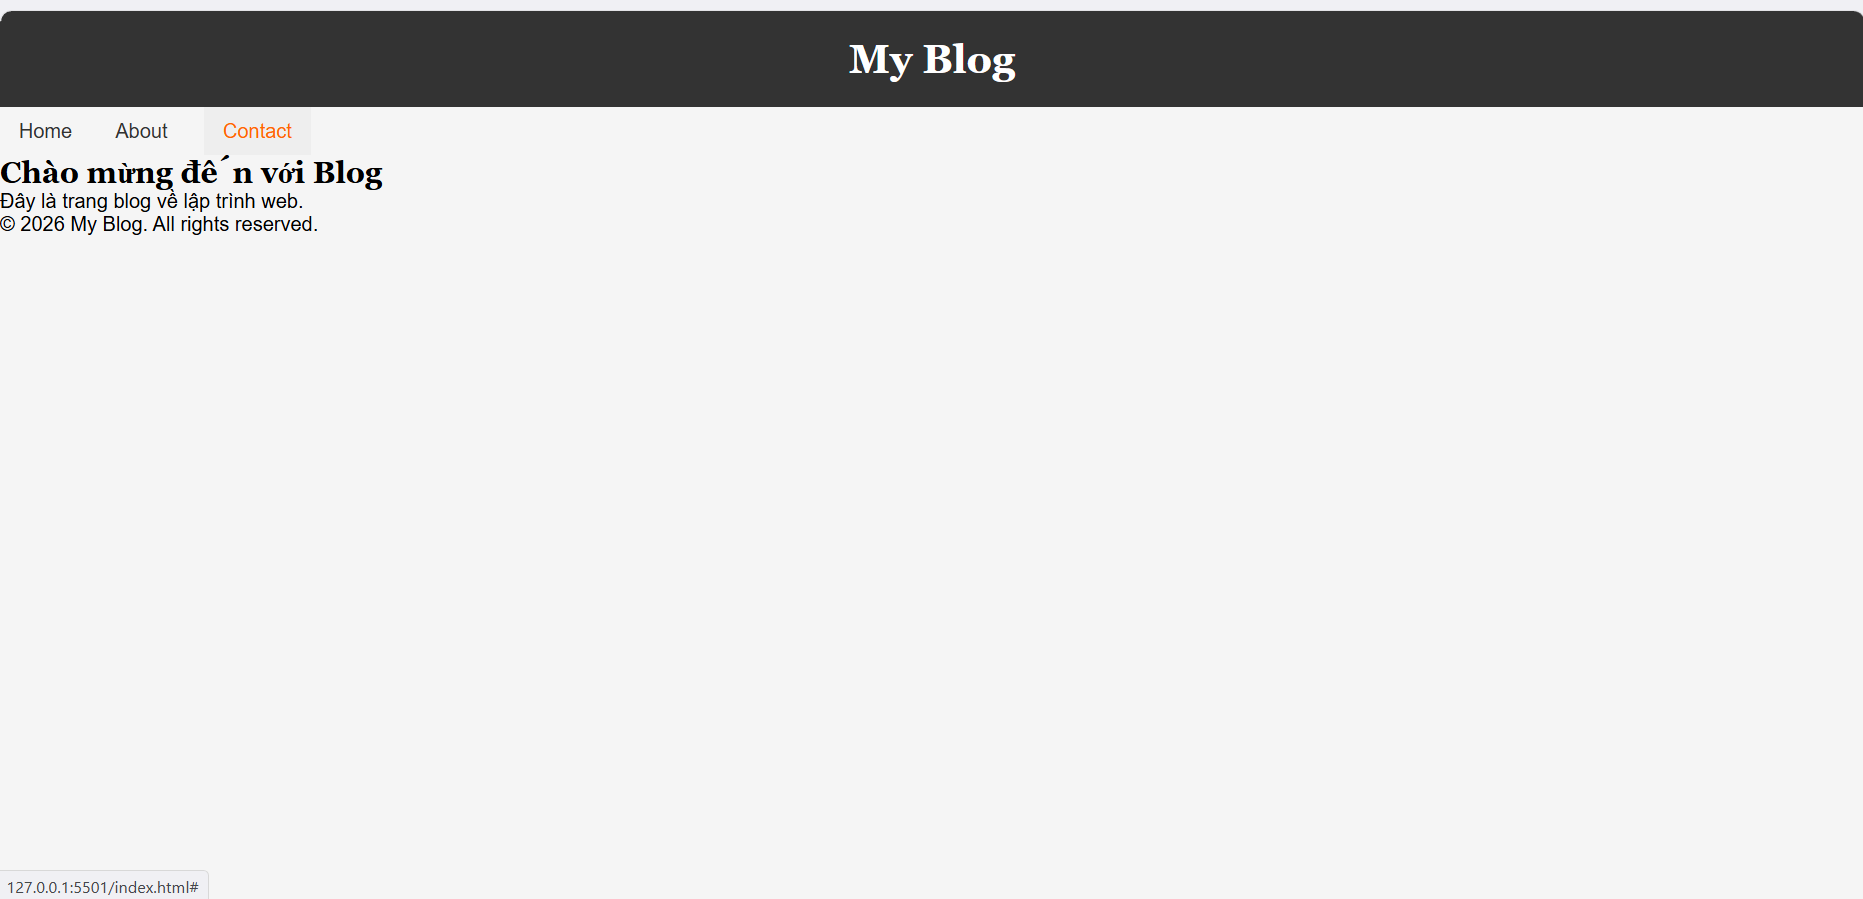 My Blog
Home About Contact
Chào mừng đến với Blog
Đây là trang blog về lập trình web.
© 2026 My Blog. All rights reserved.
127.0.0.1:5501/index.html#